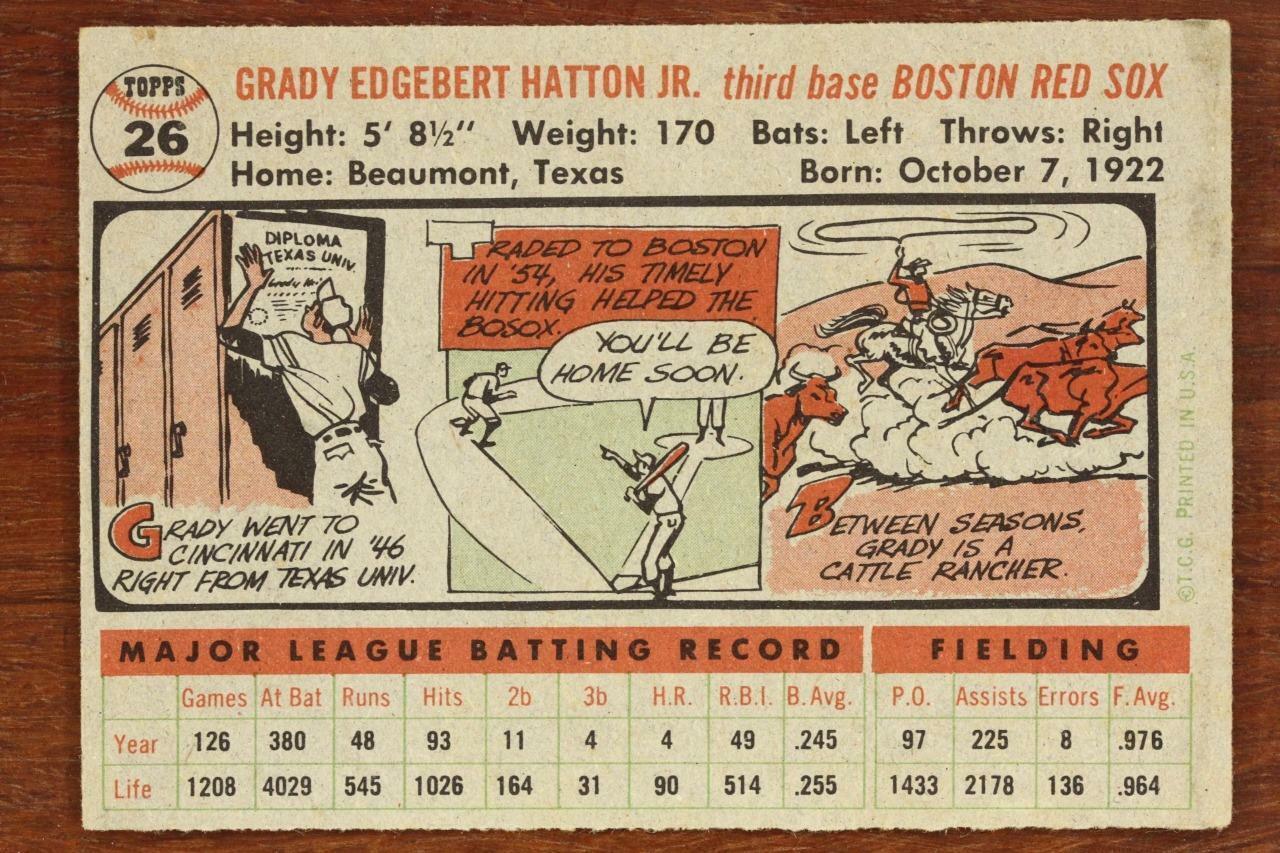 TOPPS
26
GRADY EDGEBERT HATTON JR. third base BOSTON RED SOX
Height: 5' 8½" Weight: 170 Bats: Left Throws: Right
Home: Beaumont, Texas Born: October 7, 1922
DIPLOMA
TEXAS UNIV.
GRADY WENT TO
CINCINNATI IN '46
RIGHT FROM TEXAS UNIV.
TRADED TO BOSTON
IN '54, HIS TIMELY
HITTING HELPED THE
BOSOX.
YOU'LL BE
HOME SOON.
BETWEEN SEASONS,
GRADY IS A
CATTLE RANCHER.
©T.C.G. PRINTED IN U.S.A.
MAJOR LEAGUE BATTING RECORD FIELDING
Games At Bat Runs Hits 2b 3b H.R. R.B.I. B. Avg. P.O. Assists Errors F. Avg.
Year 126 380 48 93 11 4 4 49 .245 97 225 8 .976
Life 1208 4029 545 1026 164 31 90 514 .255 1433 2178 136 .964